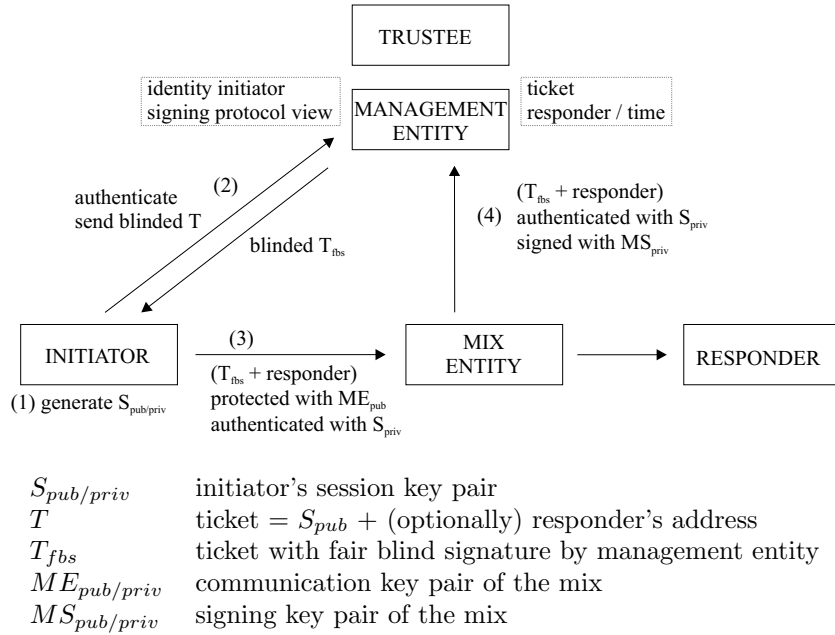 TRUSTEE
identity initiator
signing protocol view
MANAGEMENT
ENTITY
ticket
responder / time
(2)
authenticate
send blinded T
blinded T_fbs
(4)
(T_fbs + responder)
authenticated with S_priv
signed with MS_priv
INITIATOR
(3)
MIX
ENTITY
RESPONDER
(1) generate S_pub/priv
(T_fbs + responder)
protected with ME_pub
authenticated with S_priv
S_pub/priv initiator's session key pair
T ticket = S_pub + (optionally) responder's address
T_fbs ticket with fair blind signature by management entity
ME_pub/priv communication key pair of the mix
MS_pub/priv signing key pair of the mix